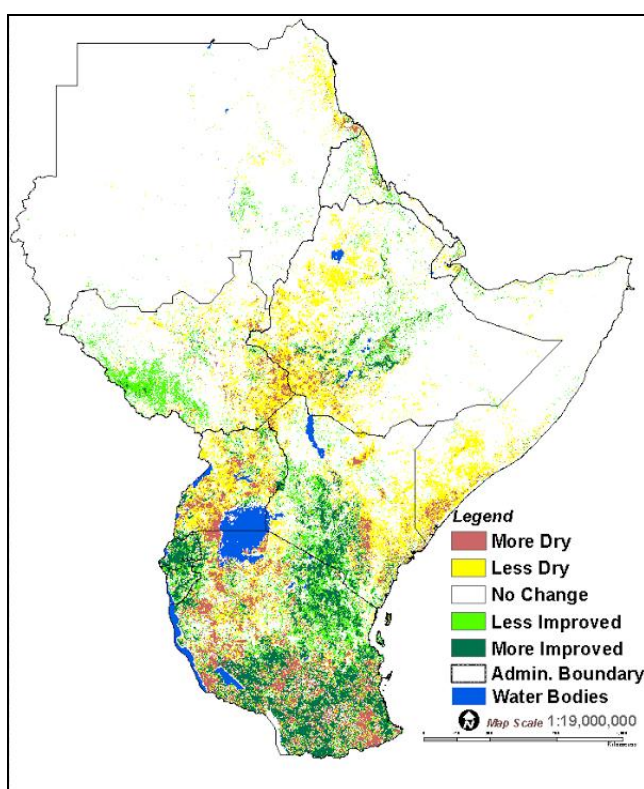 Legend
More Dry
Less Dry
No Change
Less Improved
More Improved
Admin. Boundary
Water Bodies
N Map Scale 1:19,000,000
Kilometers